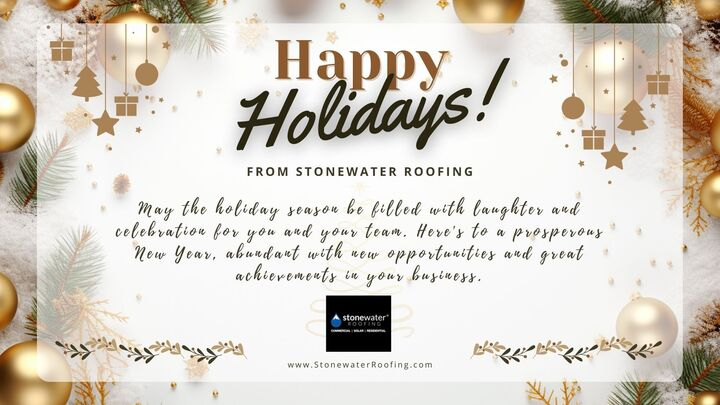 Happy
Holidays!
FROM STONEWATER ROOFING
May the holiday season be filled with laughter and
celebration for you and your team. Here's to a prosperous
New Year, abundant with new opportunities and great
achievements in your business.
stonewater®
ROOFING
COMMERCIAL | SOLAR | RESIDENTIAL
www.StonewaterRoofing.com